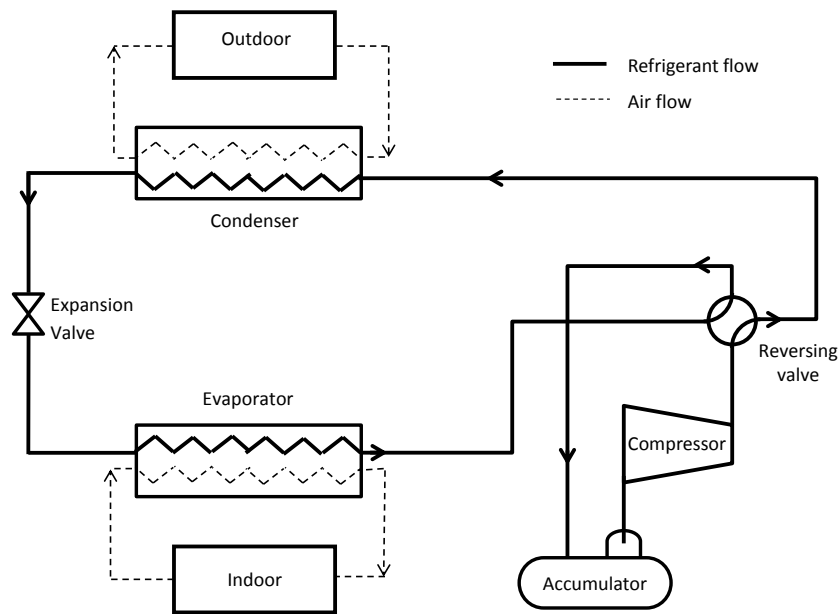 Outdoor
Refrigerant flow
Air flow
Condenser
Expansion
Valve
Reversing
valve
Evaporator
Compressor
Indoor
Accumulator